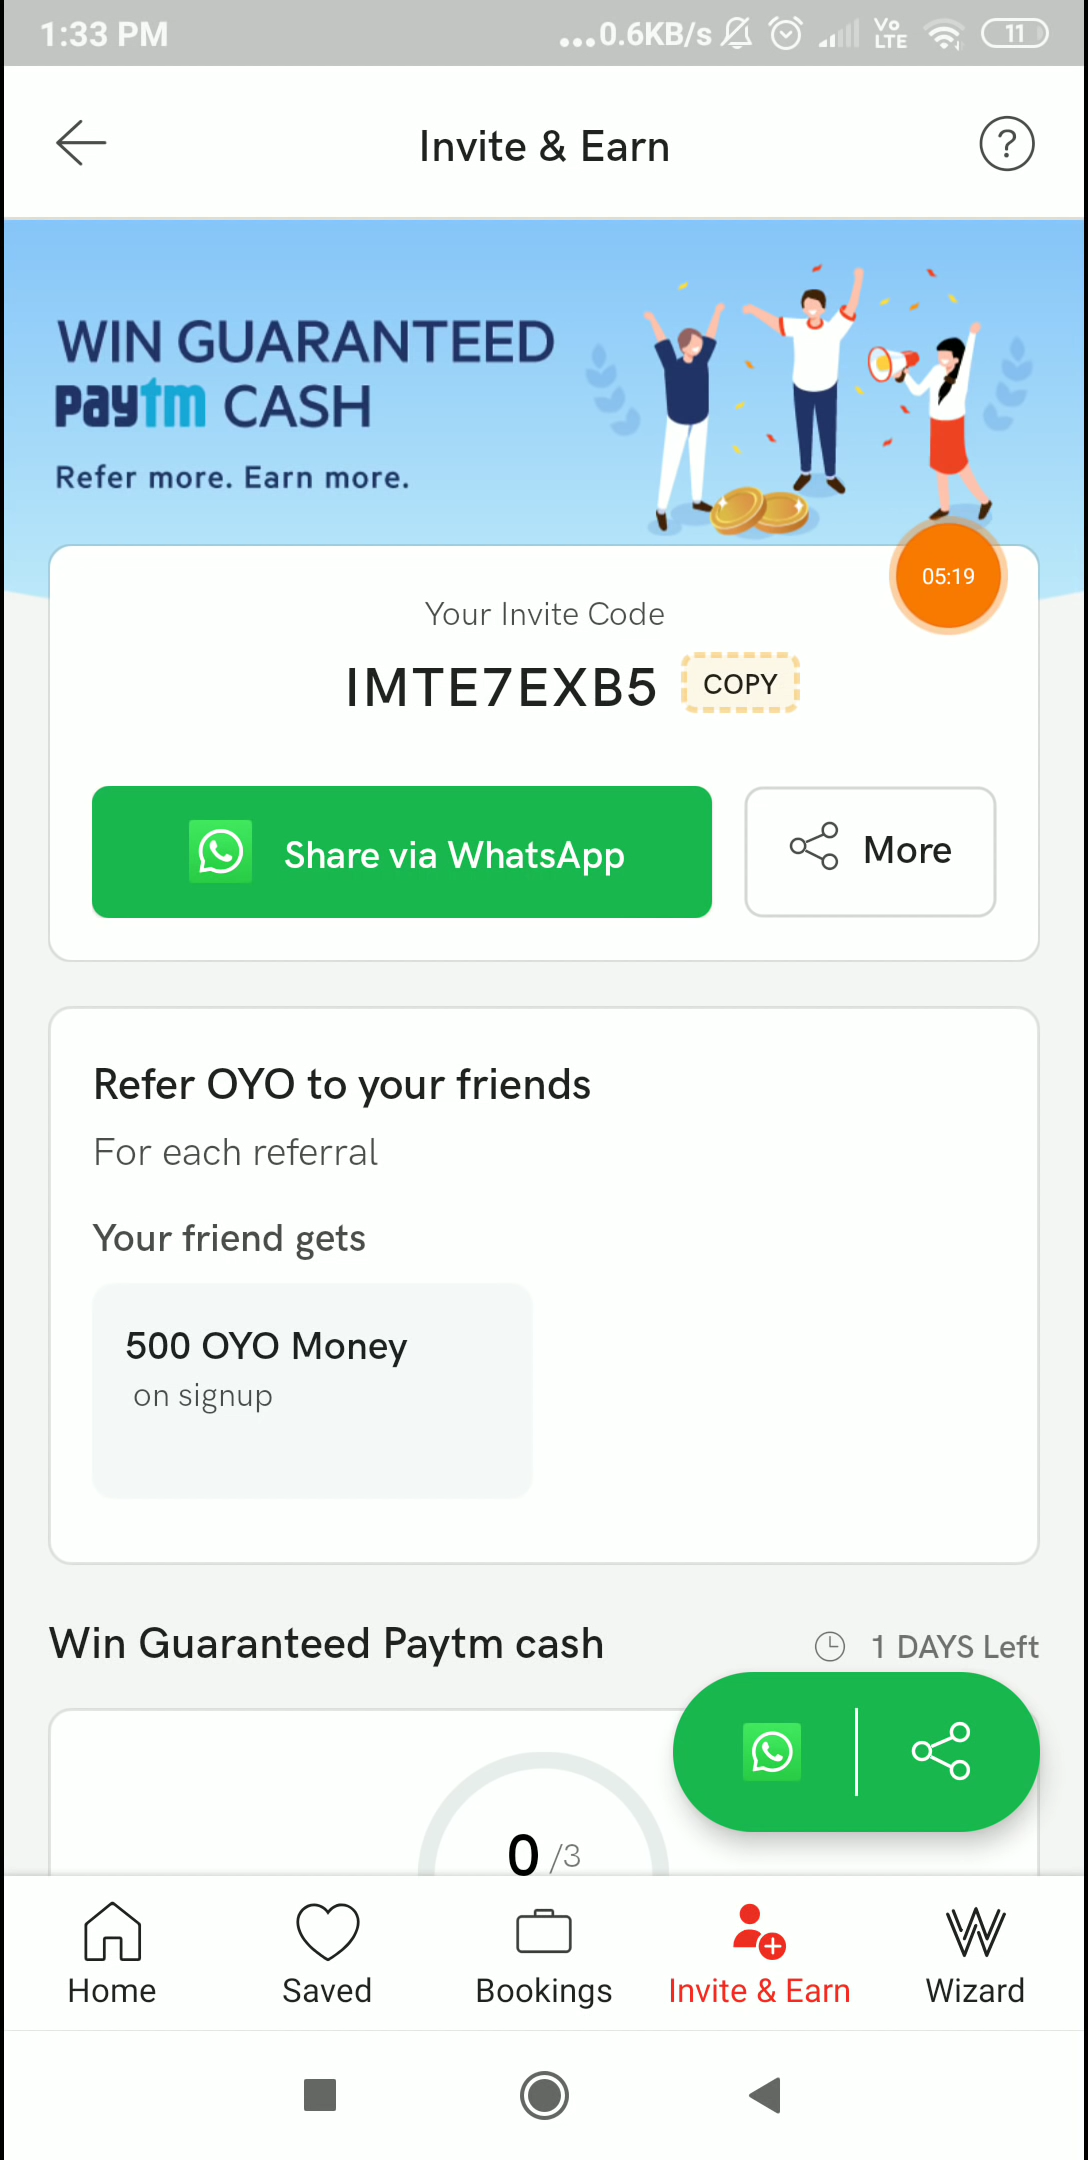 1:33 PM
...0.6KB/s
Vo
LTE
11
Invite & Earn
?
WIN GUARANTEED
paytm CASH
Refer more. Earn more.
05:19
Your Invite Code
IMTE7EXB5
COPY
Share via WhatsApp
More
Refer OYO to your friends
For each referral
Your friend gets
500 OYO Money
on signup
Win Guaranteed Paytm cash
1 DAYS Left
0 /3
Home
Saved
Bookings
Invite & Earn
Wizard